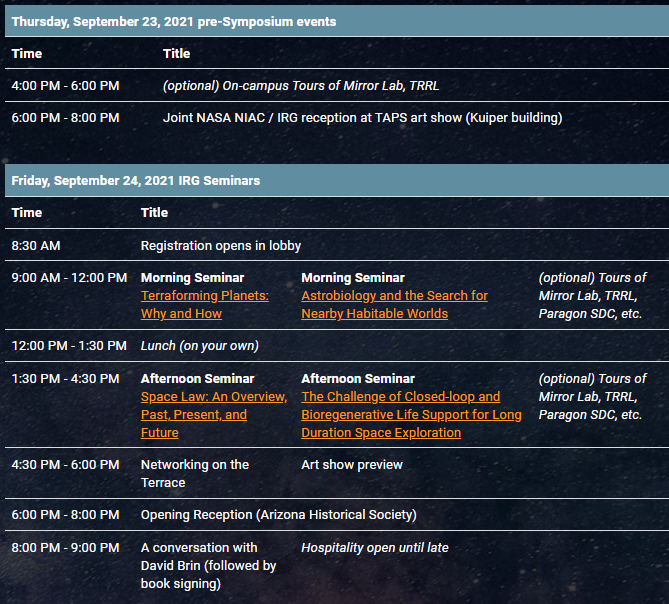 Thursday, September 23, 2021 pre-Symposium events
Time Title
4:00 PM - 6:00 PM (optional) On-campus Tours of Mirror Lab, TRRL
6:00 PM - 8:00 PM Joint NASA NIAC / IRG reception at TAPS art show (Kuiper building)
Friday, September 24, 2021 IRG Seminars
Time Title
8:30 AM Registration opens in lobby
9:00 AM - 12:00 PM Morning Seminar Morning Seminar (optional) Tours of
Terraforming Planets: Astrobiology and the Search for Mirror Lab, TRRL,
Why and How Nearby Habitable Worlds Paragon SDC, etc.
12:00 PM - 1:30 PM Lunch (on your own)
1:30 PM - 4:30 PM Afternoon Seminar Afternoon Seminar (optional) Tours of
Space Law: An Overview, The Challenge of Closed-loop and Mirror Lab, TRRL,
Past, Present, and Bioregenerative Life Support for Long Paragon SDC, etc.
Future Duration Space Exploration
4:30 PM - 6:00 PM Networking on the Art show preview
Terrace
6:00 PM - 8:00 PM Opening Reception (Arizona Historical Society)
8:00 PM - 9:00 PM A conversation with Hospitality open until late
David Brin (followed by
book signing)